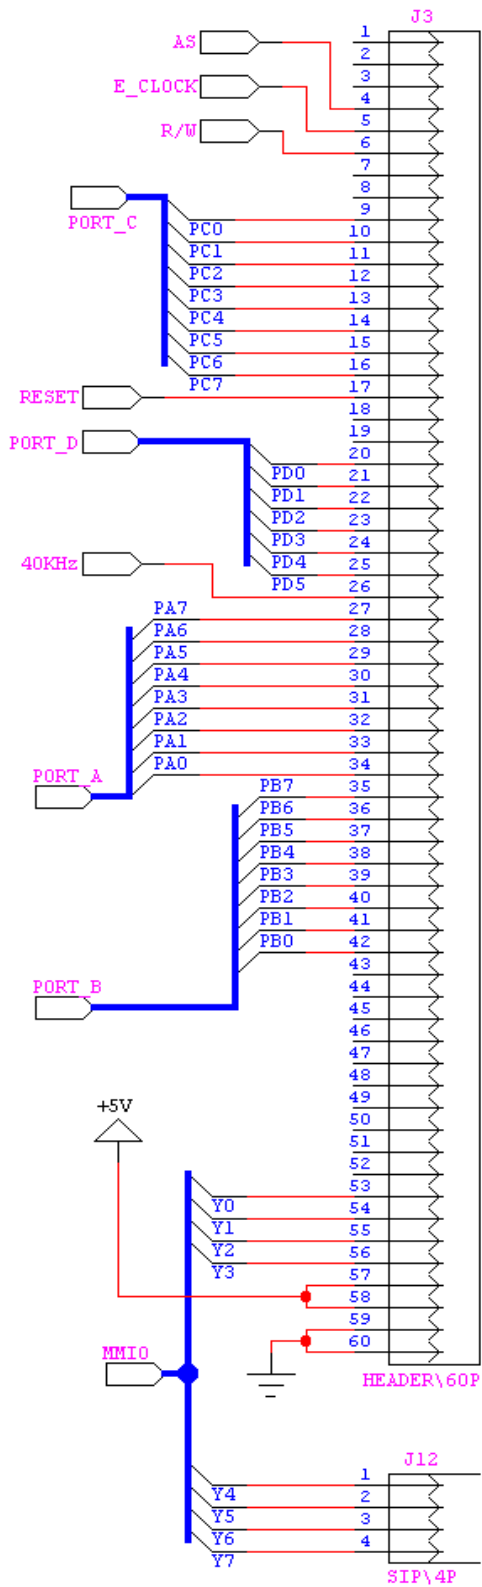 J3
1
AS
2
3
E_CLOCK
4
5
R/W
6
7
8
PORT_C
9
PC0
10
PC1
11
PC2
12
PC3
13
PC4
14
PC5
15
PC6
16
PC7
RESET
17
18
PORT_D
19
20
PD0
21
PD1
22
PD2
23
PD3
24
40KHz
PD4
25
PD5
26
PA7
27
PA6
28
PA5
29
PA4
30
PA3
31
PA2
32
PA1
33
PA0
34
PORT_A
PB7
35
PB6
36
PB5
37
PB4
38
PB3
39
PB2
40
PB1
41
PB0
42
43
PORT_B
44
45
46
47
48
49
+5V
50
51
52
53
Y0
54
Y1
55
Y2
56
Y3
57
58
59
60
MMIO
HEADER\60P
J12
1
Y4
2
Y5
3
Y6
4
Y7
SIP\4P